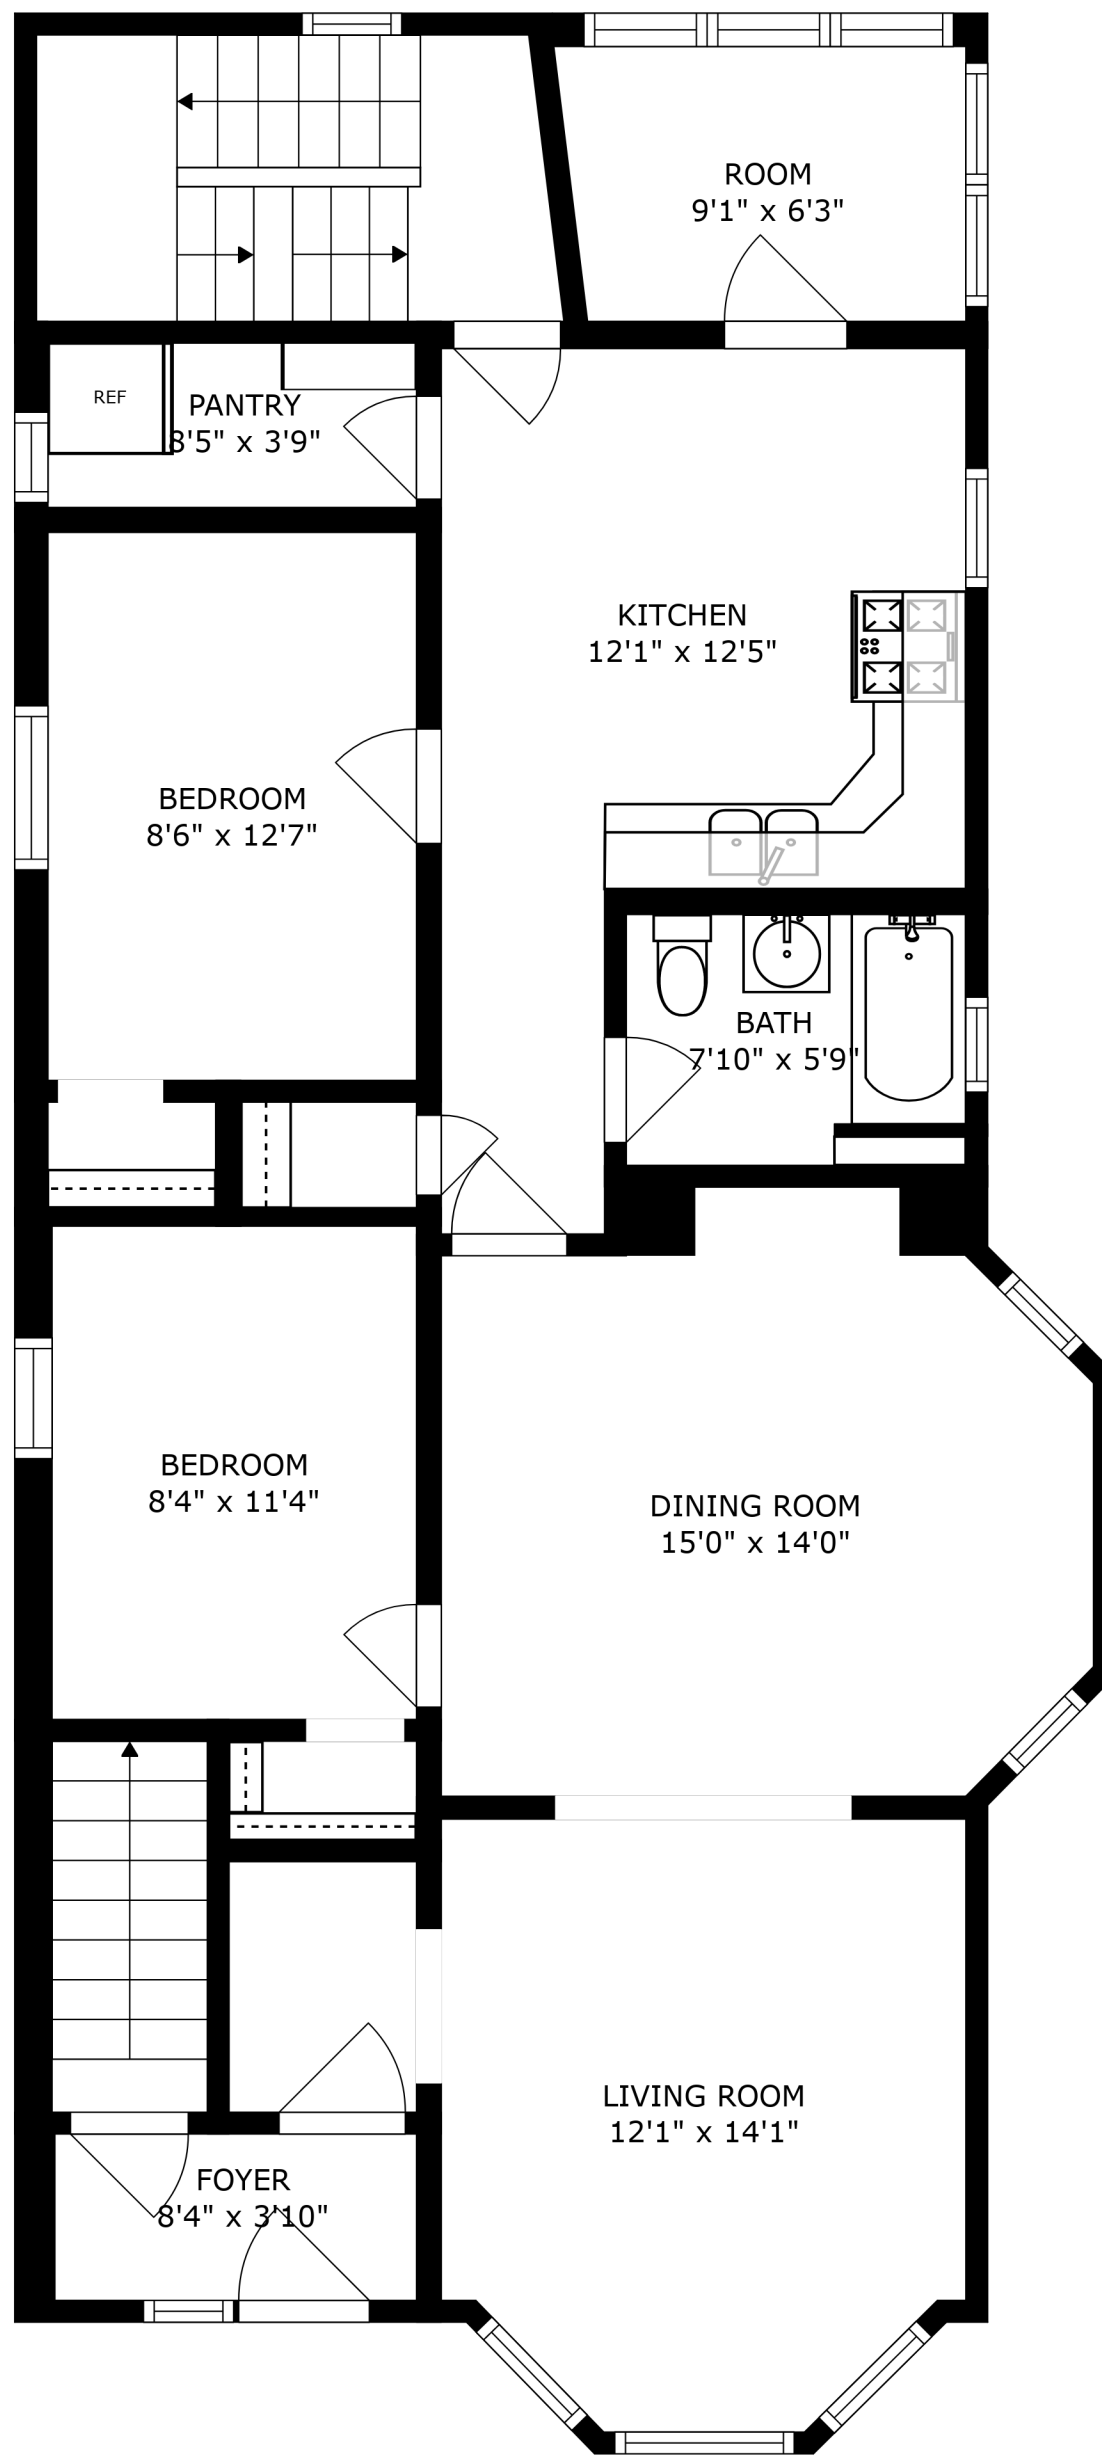 ROOM
9'1" x 6'3"
REF
PANTRY
8'5" x 3'9"
KITCHEN
12'1" x 12'5"
BEDROOM
8'6" x 12'7"
BATH
7'10" x 5'9"
BEDROOM
8'4" x 11'4"
DINING ROOM
15'0" x 14'0"
LIVING ROOM
12'1" x 14'1"
FOYER
8'4" x 3'10"